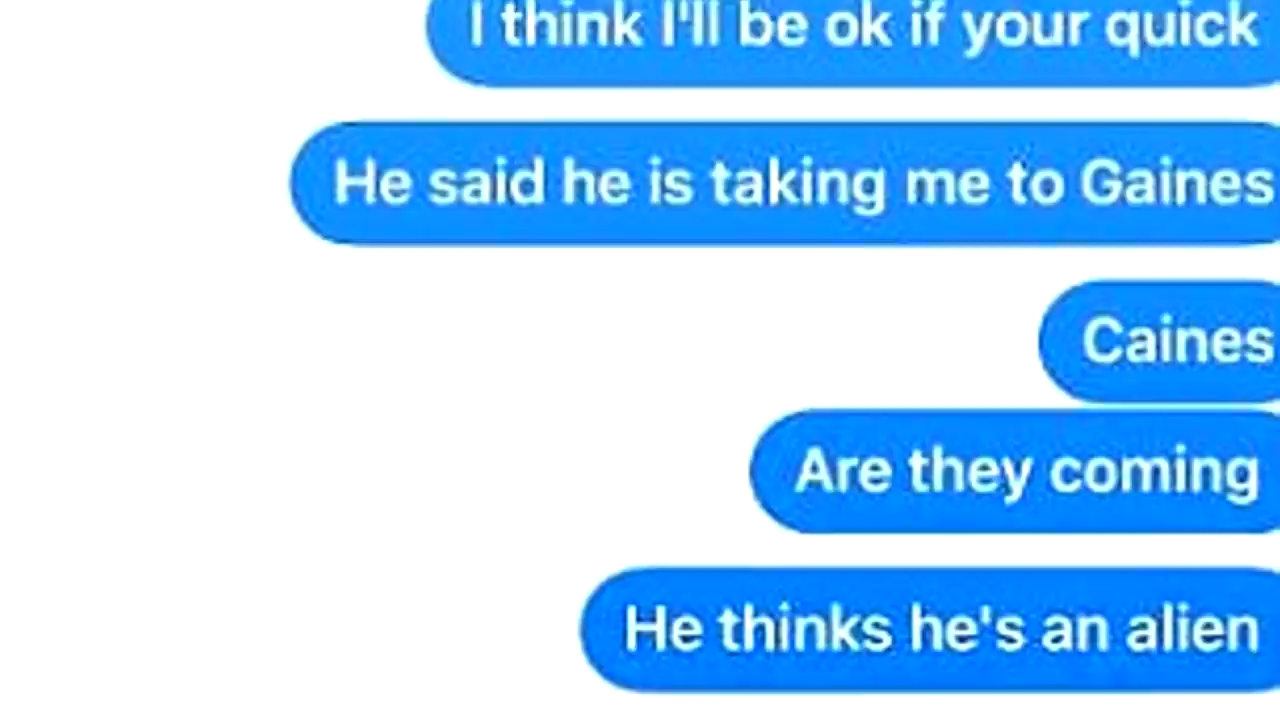 I think I'll be ok if your quick
He said he is taking me to Gaines
Caines
Are they coming
He thinks he's an alien